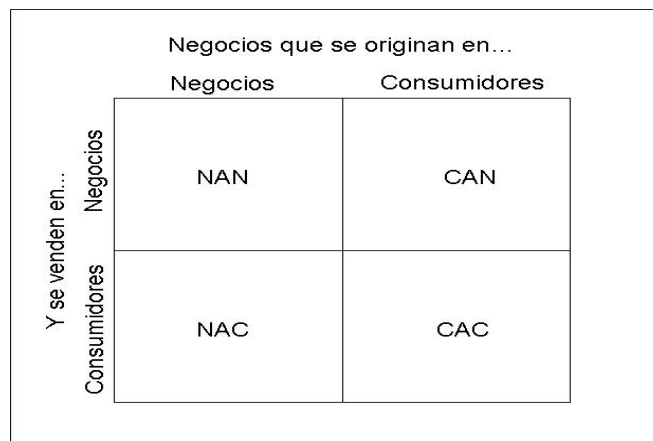 Negocios que se originan en...
Negocios Consumidores
Y se venden en...
Negocios
NAN CAN
Consumidores
NAC CAC